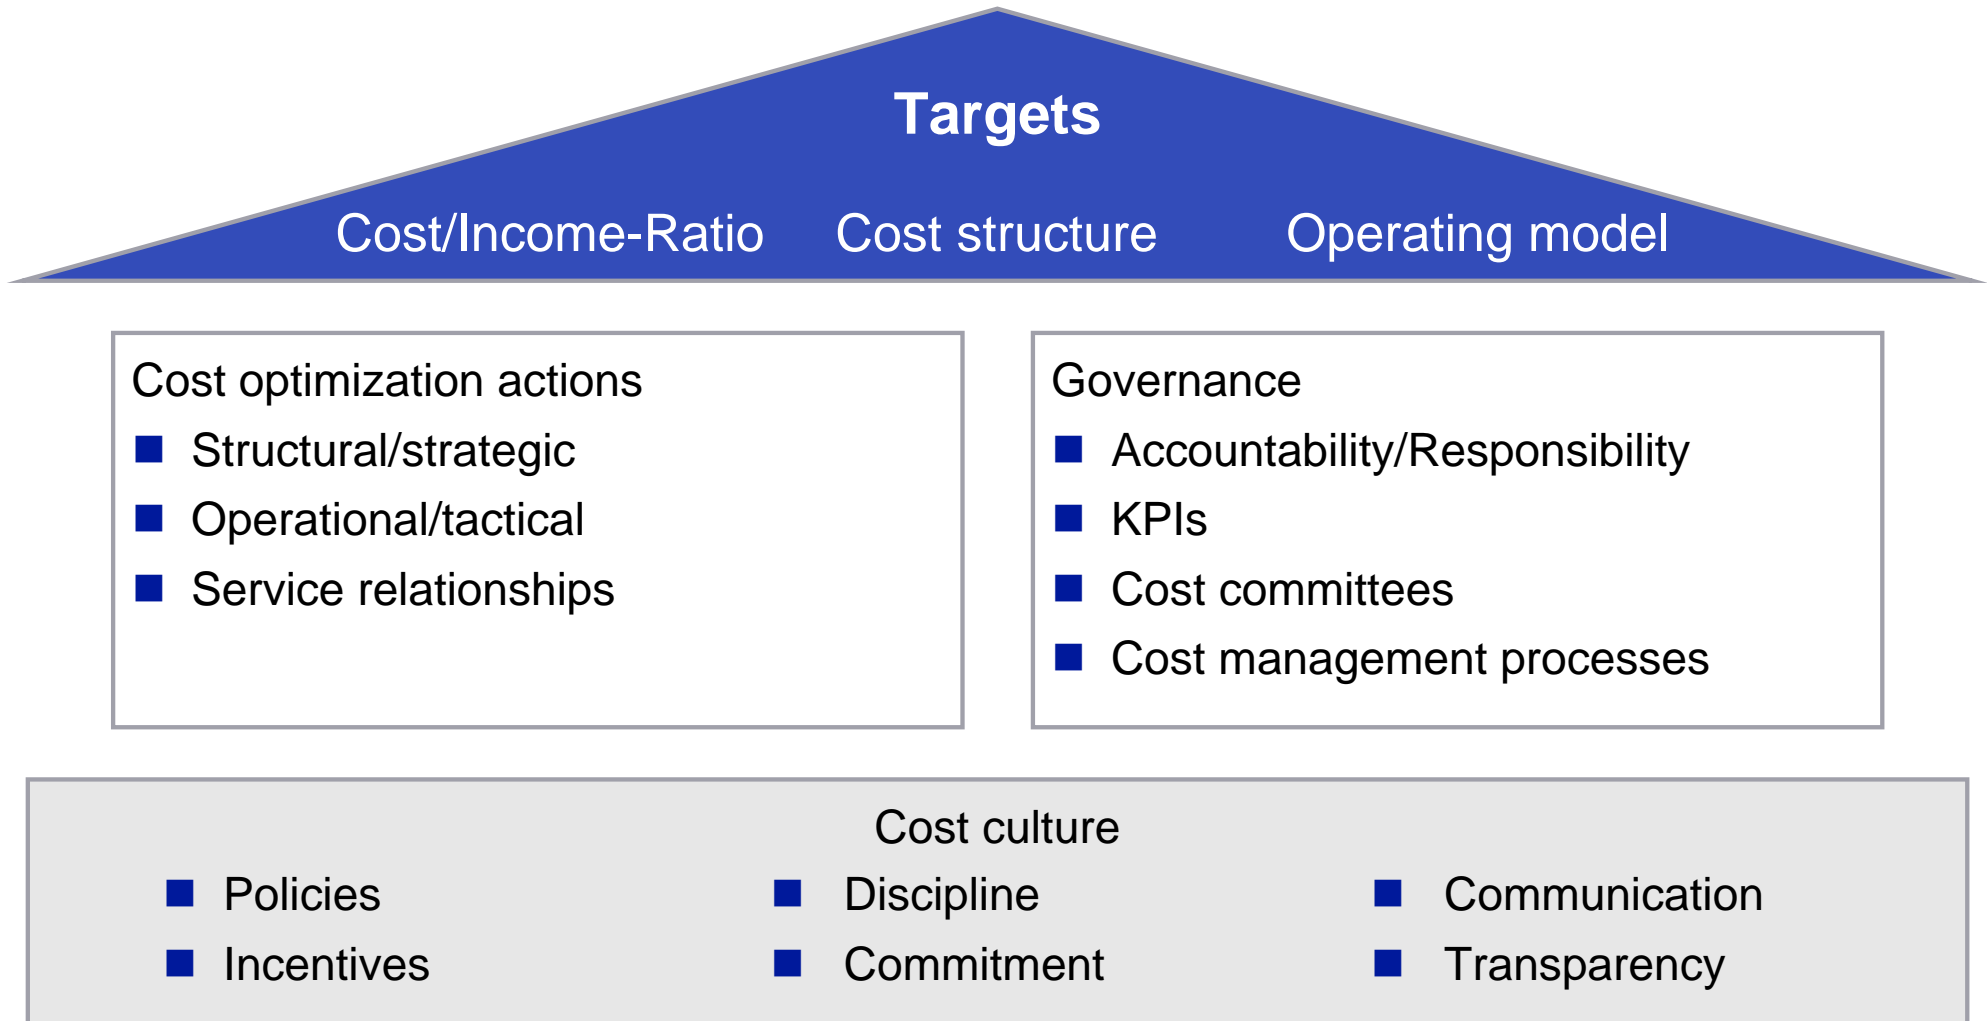 Targets
Cost/Income-Ratio Cost structure Operating model
Cost optimization actions
Structural/strategic
Operational/tactical
Service relationships
Governance
Accountability/Responsibility
KPIs
Cost committees
Cost management processes
Cost culture
Policies Discipline Communication
Incentives Commitment Transparency